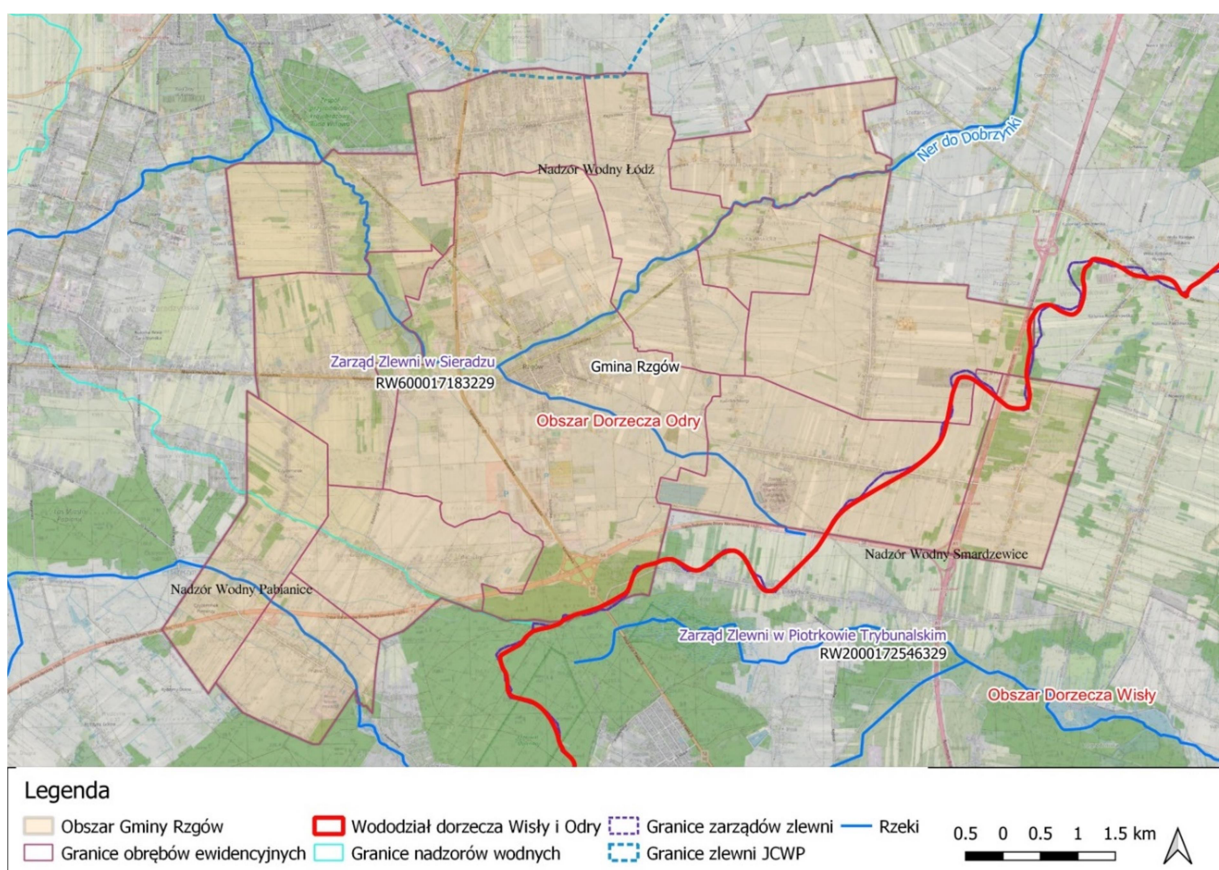 Nadzór Wodny Łódź
Ner do Dobrzynki
Zarząd Zlewni w Sieradzu
RW600017183229
Gmina Rzgów
Obszar Dorzecza Odry
Nadzór Wodny Smardzewice
Nadzór Wodny Pabianice
Zarząd Zlewni w Piotrkowie Trybunalskim
RW2000172546329
Obszar Dorzecza Wisły
Legenda
Obszar Gminy Rzgów
Wododział dorzecza Wisły i Odry
Granice zarządów zlewni
Rzeki
Granice obrębów ewidencyjnych
Granice nadzorów wodnych
Granice zlewni JCWP
0.5 0 0.5 1 1.5 km